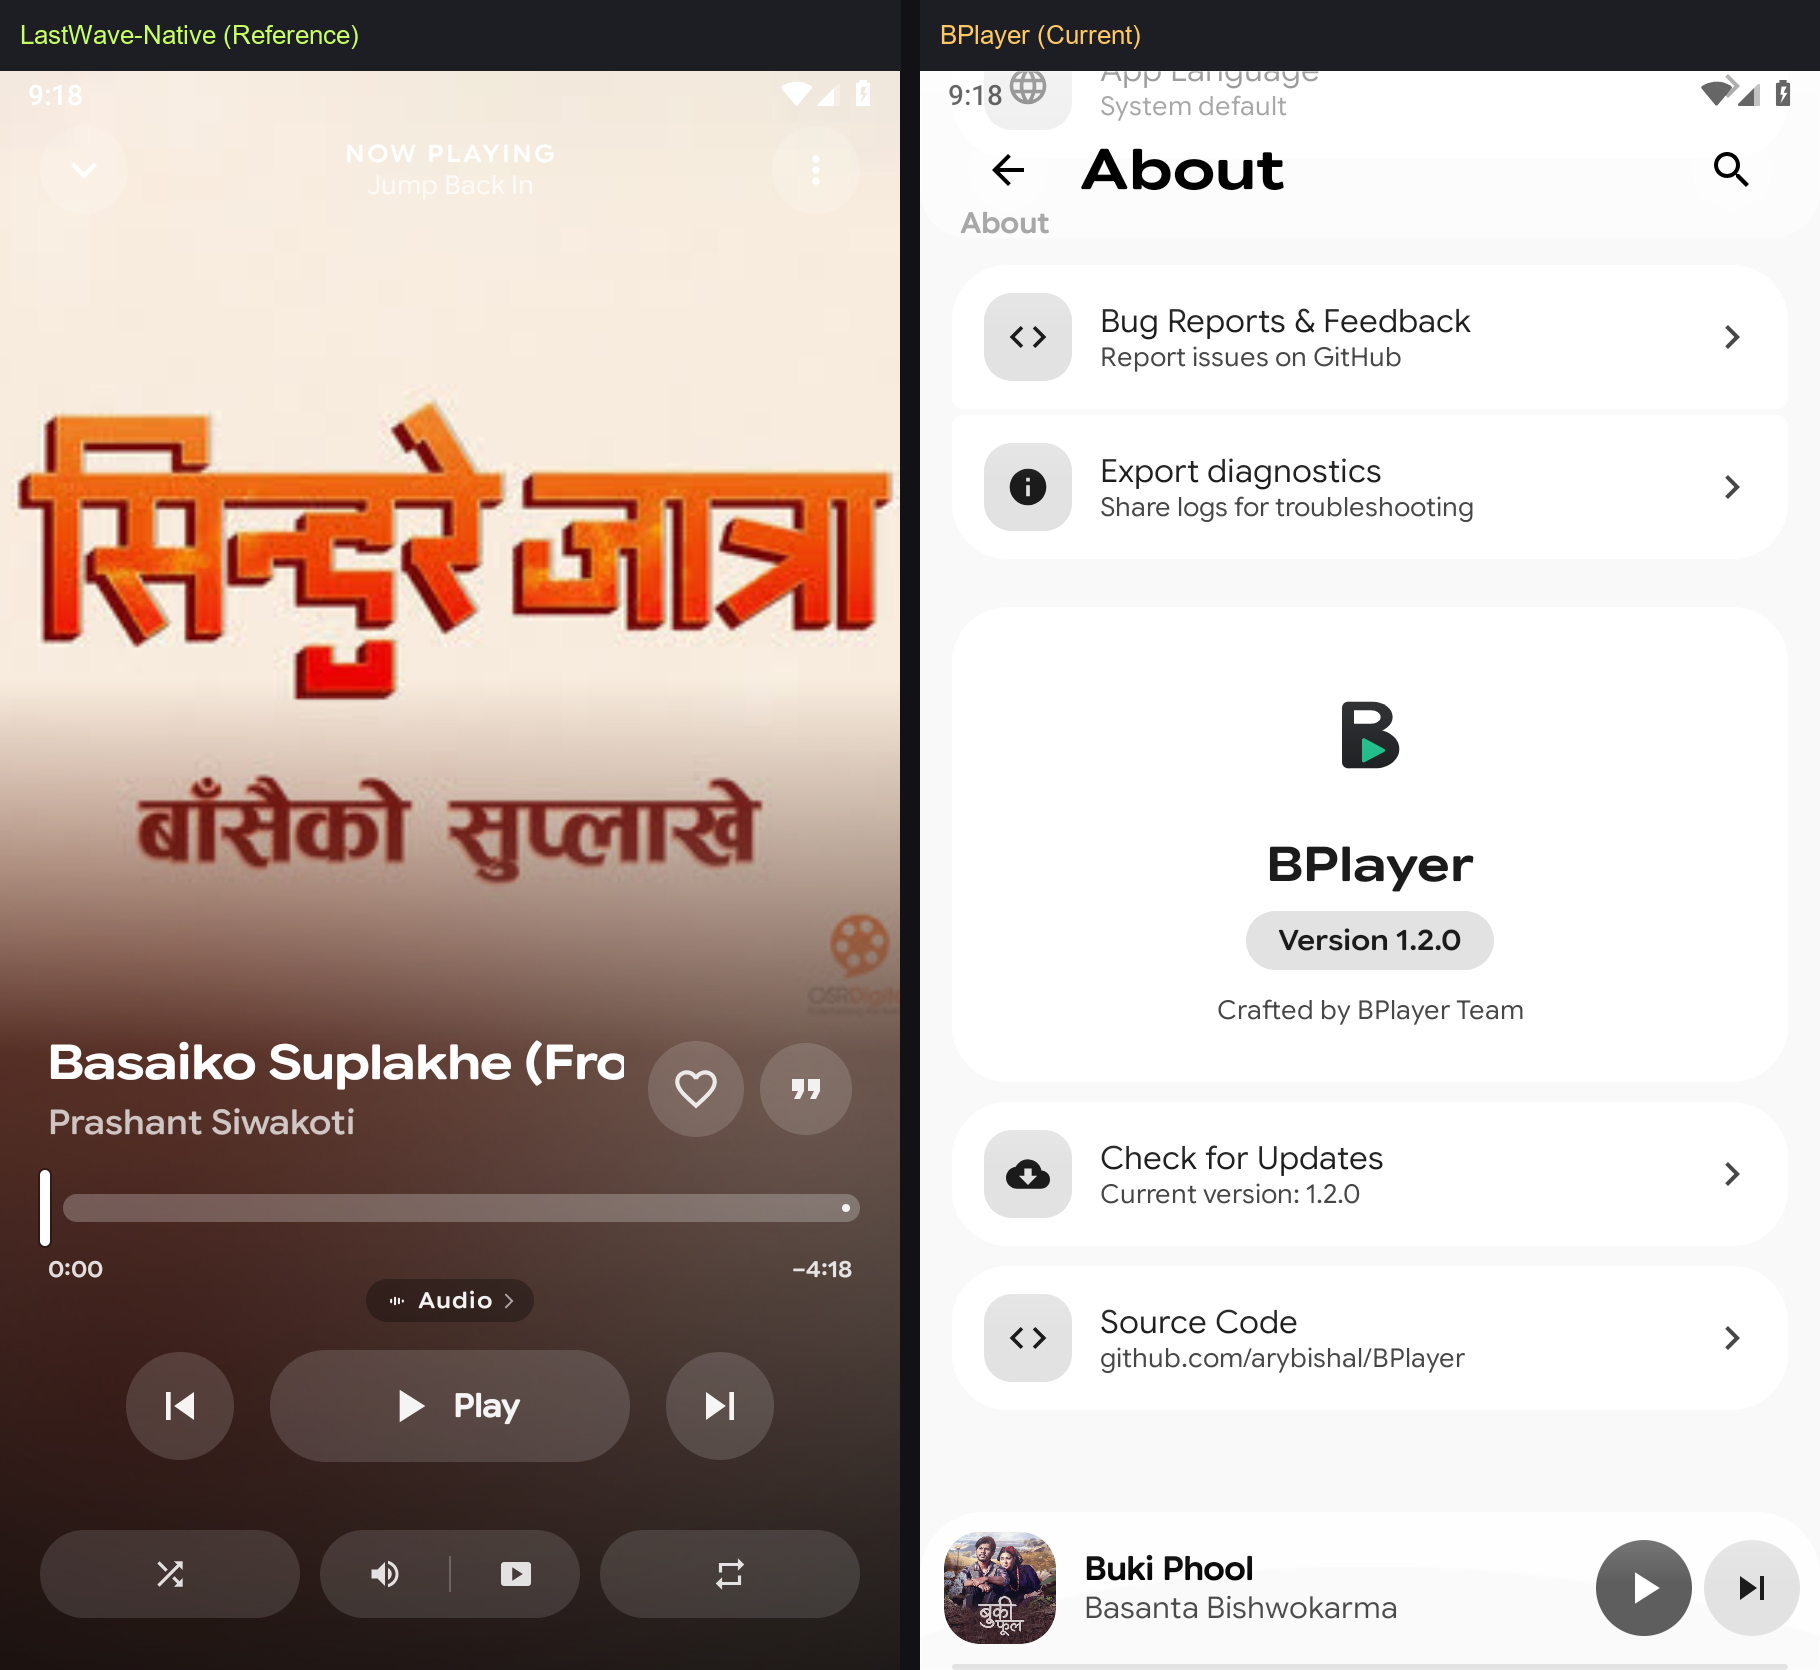 LastWave-Native (Reference)
9:18
NOW PLAYING
Jump Back In
सिन्दुरे जात्रा
बाँसैको सुप्लाखे
OSRDigital
Basaiko Suplakhe (Fro
Prashant Siwakoti
0:00
-4:18
Audio
Play
BPlayer (Current)
App Language
9:18
System default
About
About
Bug Reports & Feedback
Report issues on GitHub
Export diagnostics
Share logs for troubleshooting
B
BPlayer
Version 1.2.0
Crafted by BPlayer Team
Check for Updates
Current version: 1.2.0
Source Code
github.com/arybishal/BPlayer
बुकी
फूल
Buki Phool
Basanta Bishwokarma